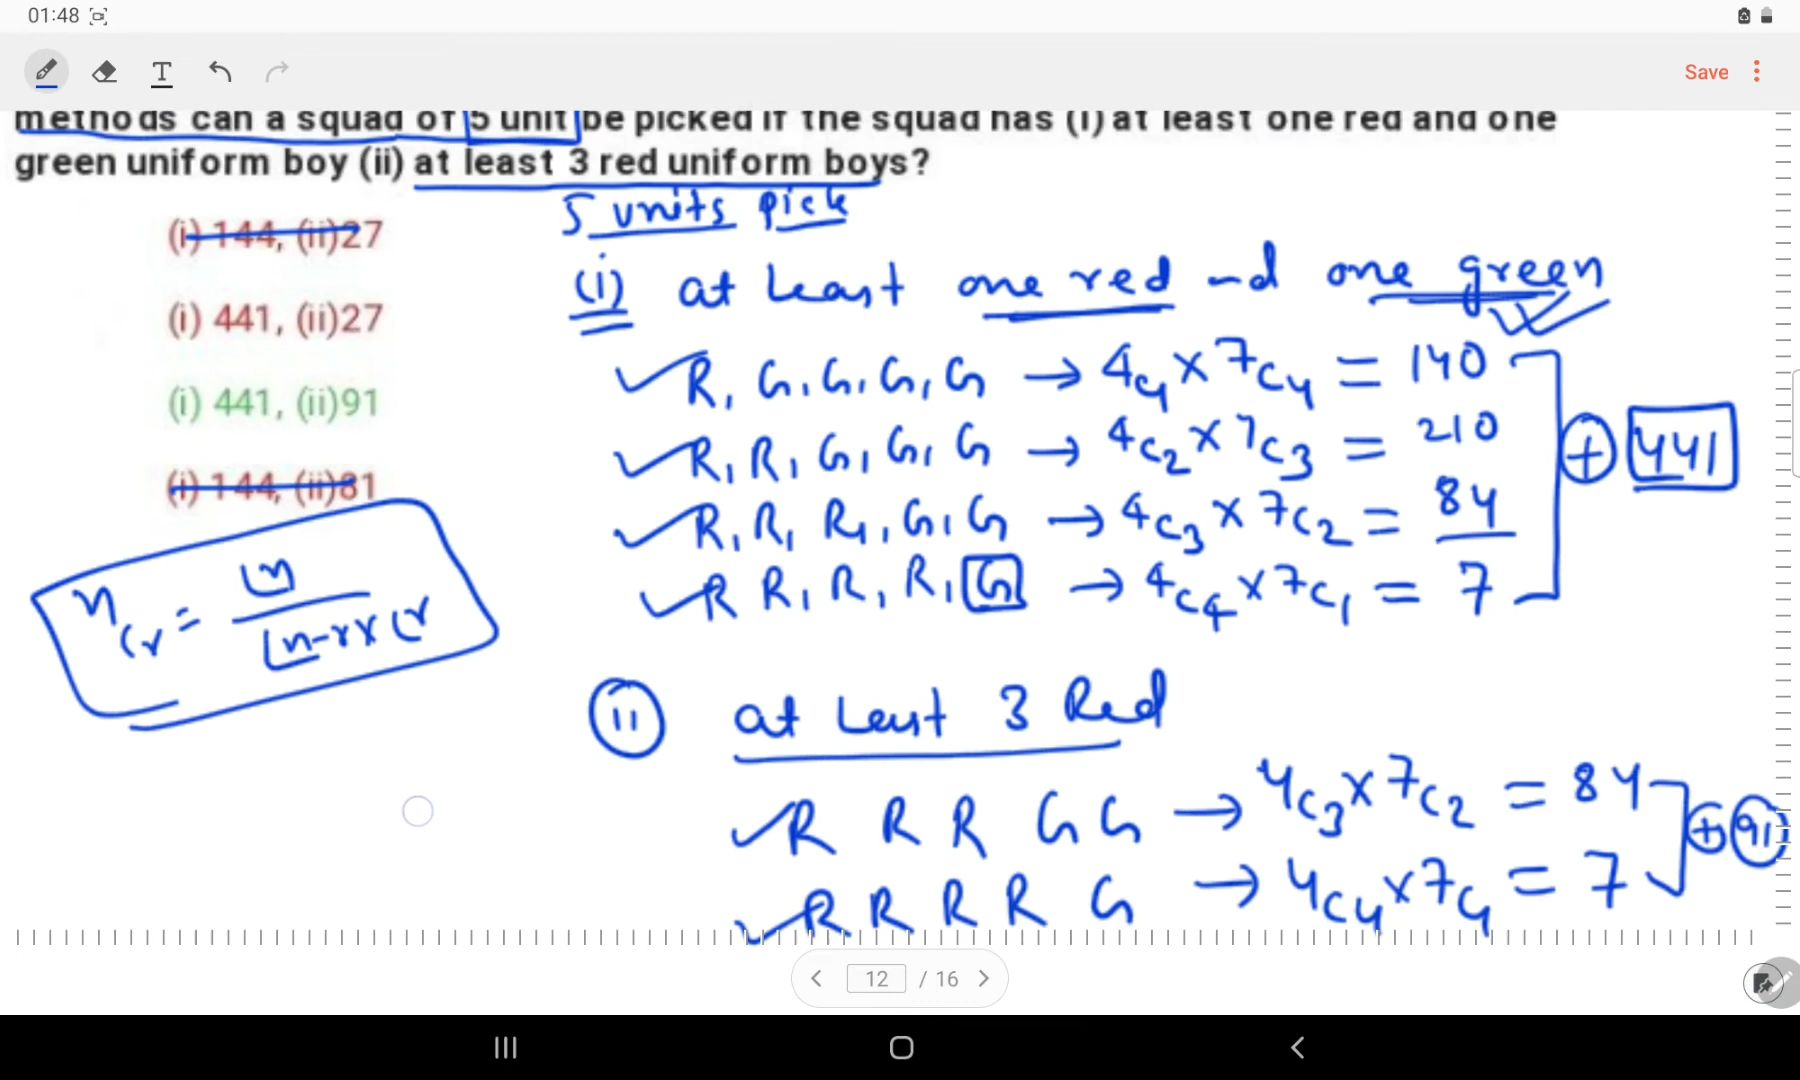 01:48
Save
methods can a squad of 5 unit be picked if the squad has (i) at least one red and one
green uniform boy (ii) at least 3 red uniform boys?
(i) 144, (ii)27
(i) 441, (ii)27
(i) 441, (ii)91
(i) 144, (ii)81
nCr = ⌊n / ⌊n-r × ⌊r
5 units pick
(i) at least one red and one green
R, G, G, G, G → 4C1 × 7C4 = 140
R, R, G, G, G → 4C2 × 7C3 = 210
R, R, R, G, G → 4C3 × 7C2 = 84
R R, R, R, G → 4C4 × 7C1 = 7
+ 441
ii at least 3 Red
R R R G G → 4C3 × 7C2 = 84
R R R R G → 4C4 × 7C1 = 7
+ 91
12 / 16